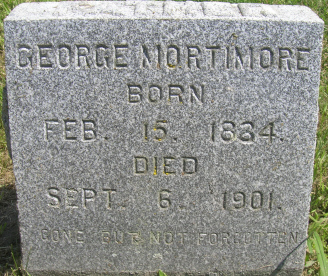 GEORGE MORTIMORE
BORN
FEB. 15. 1834.
DIED
SEPT. 6. 1901.
GONE BUT NOT FORGOTTEN